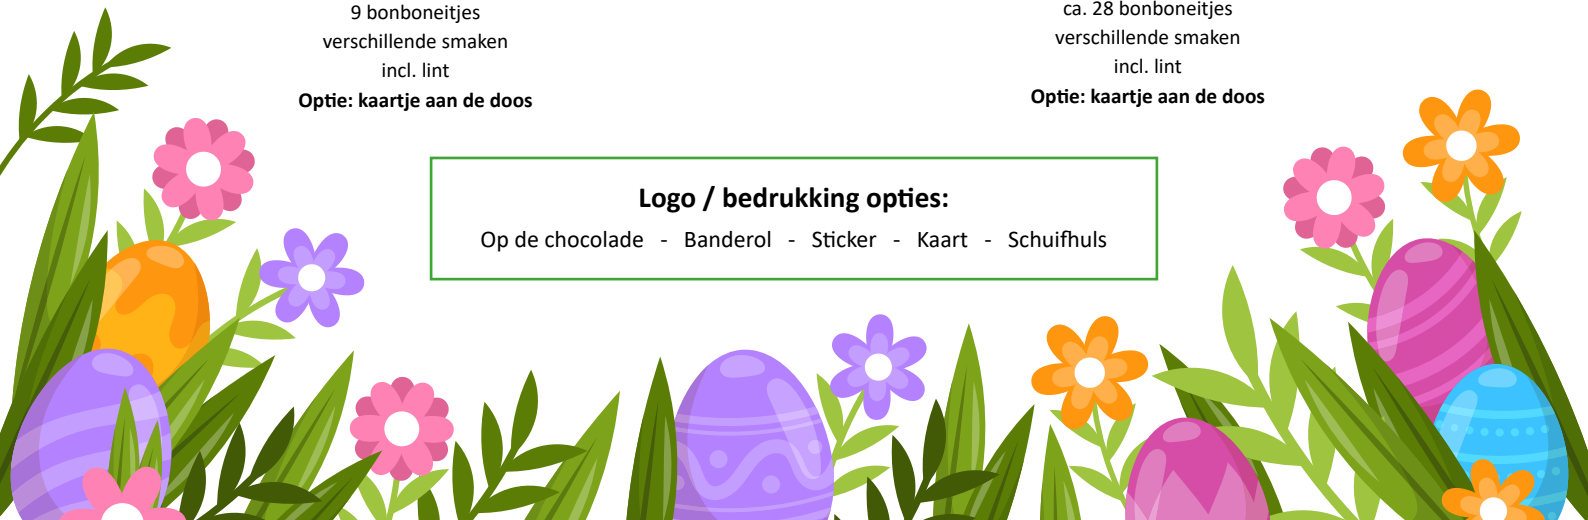 9 bonboneitjes
verschillende smaken
incl. lint
Optie: kaartje aan de doos
ca. 28 bonboneitjes
verschillende smaken
incl. lint
Optie: kaartje aan de doos
Logo / bedrukking opties:
Op de chocolade - Banderol - Sticker - Kaart - Schuifhuls